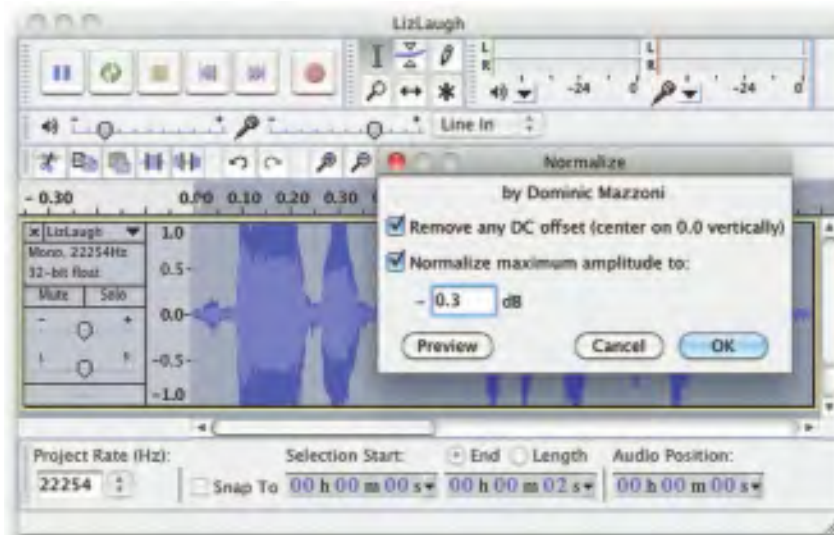 LizLaugh
L
R
-24
0
L
R
-24
0
Line In
Normalize
- 0.30
0.00 0.10 0.20 0.30
by Dominic Mazzoni
Remove any DC offset (center on 0.0 vertically)
Normalize maximum amplitude to:
- 0.3 dB
Preview
Cancel
OK
LizLaugh
Mono, 22254Hz
32-bit float
Mute Solo
- +
L R
1.0
0.5-
0.0-
-0.5-
-1.0
Project Rate (Hz):
22254
Snap To
Selection Start:
00 h 00 m 00 s
End Length
00 h 00 m 02 s
Audio Position:
00 h 00 m 00 s